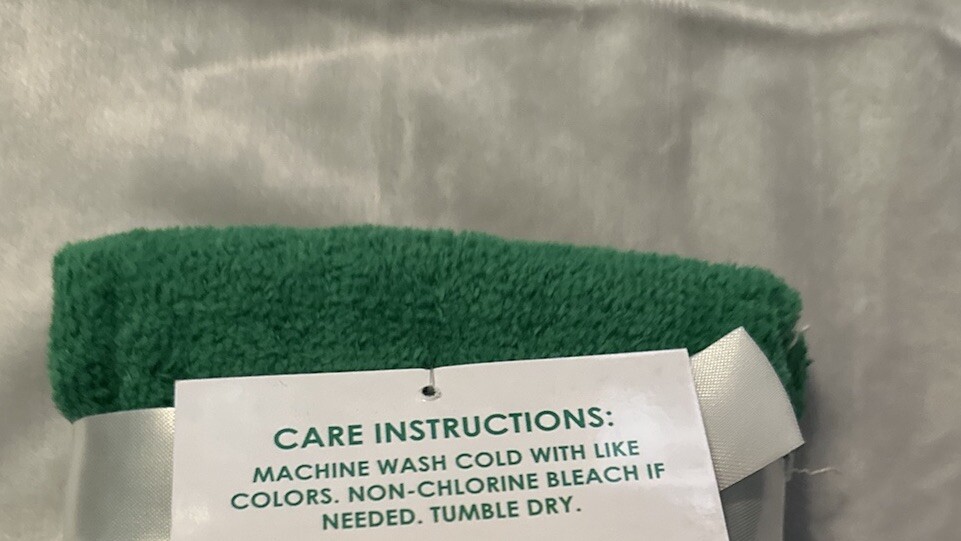 CARE INSTRUCTIONS:
MACHINE WASH COLD WITH LIKE
COLORS. NON-CHLORINE BLEACH IF
NEEDED. TUMBLE DRY.